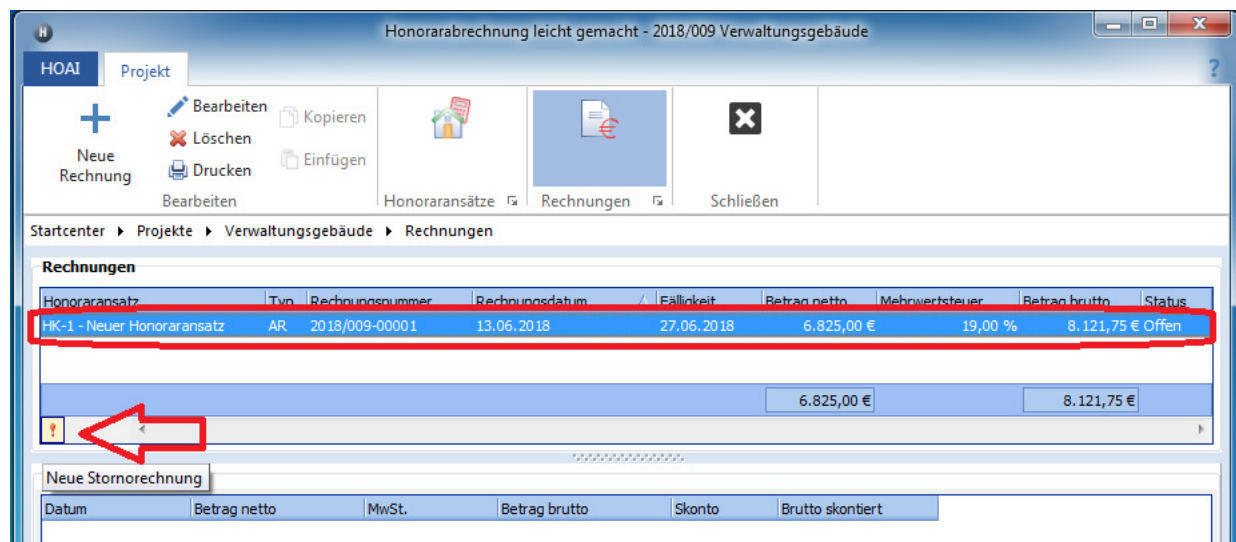 Honorarabrechnung leicht gemacht - 2018/009 Verwaltungsgebäude
HOAI Projekt ?
Neue Rechnung
Bearbeiten
Löschen
Drucken
Kopieren
Einfügen
Bearbeiten Honoraransätze Rechnungen Schließen
Startcenter Projekte Verwaltungsgebäude Rechnungen
Rechnungen
Honoraransatz Typ Rechnungsnummer Rechnungsdatum Fälligkeit Betrag netto Mehrwertsteuer Betrag brutto Status
HK-1 - Neuer Honoraransatz AR 2018/009-00001 13.06.2018 27.06.2018 6.825,00 € 19,00 % 8.121,75 € Offen
6.825,00 € 8.121,75 €
Neue Stornorechnung
Datum Betrag netto MwSt. Betrag brutto Skonto Brutto skontiert